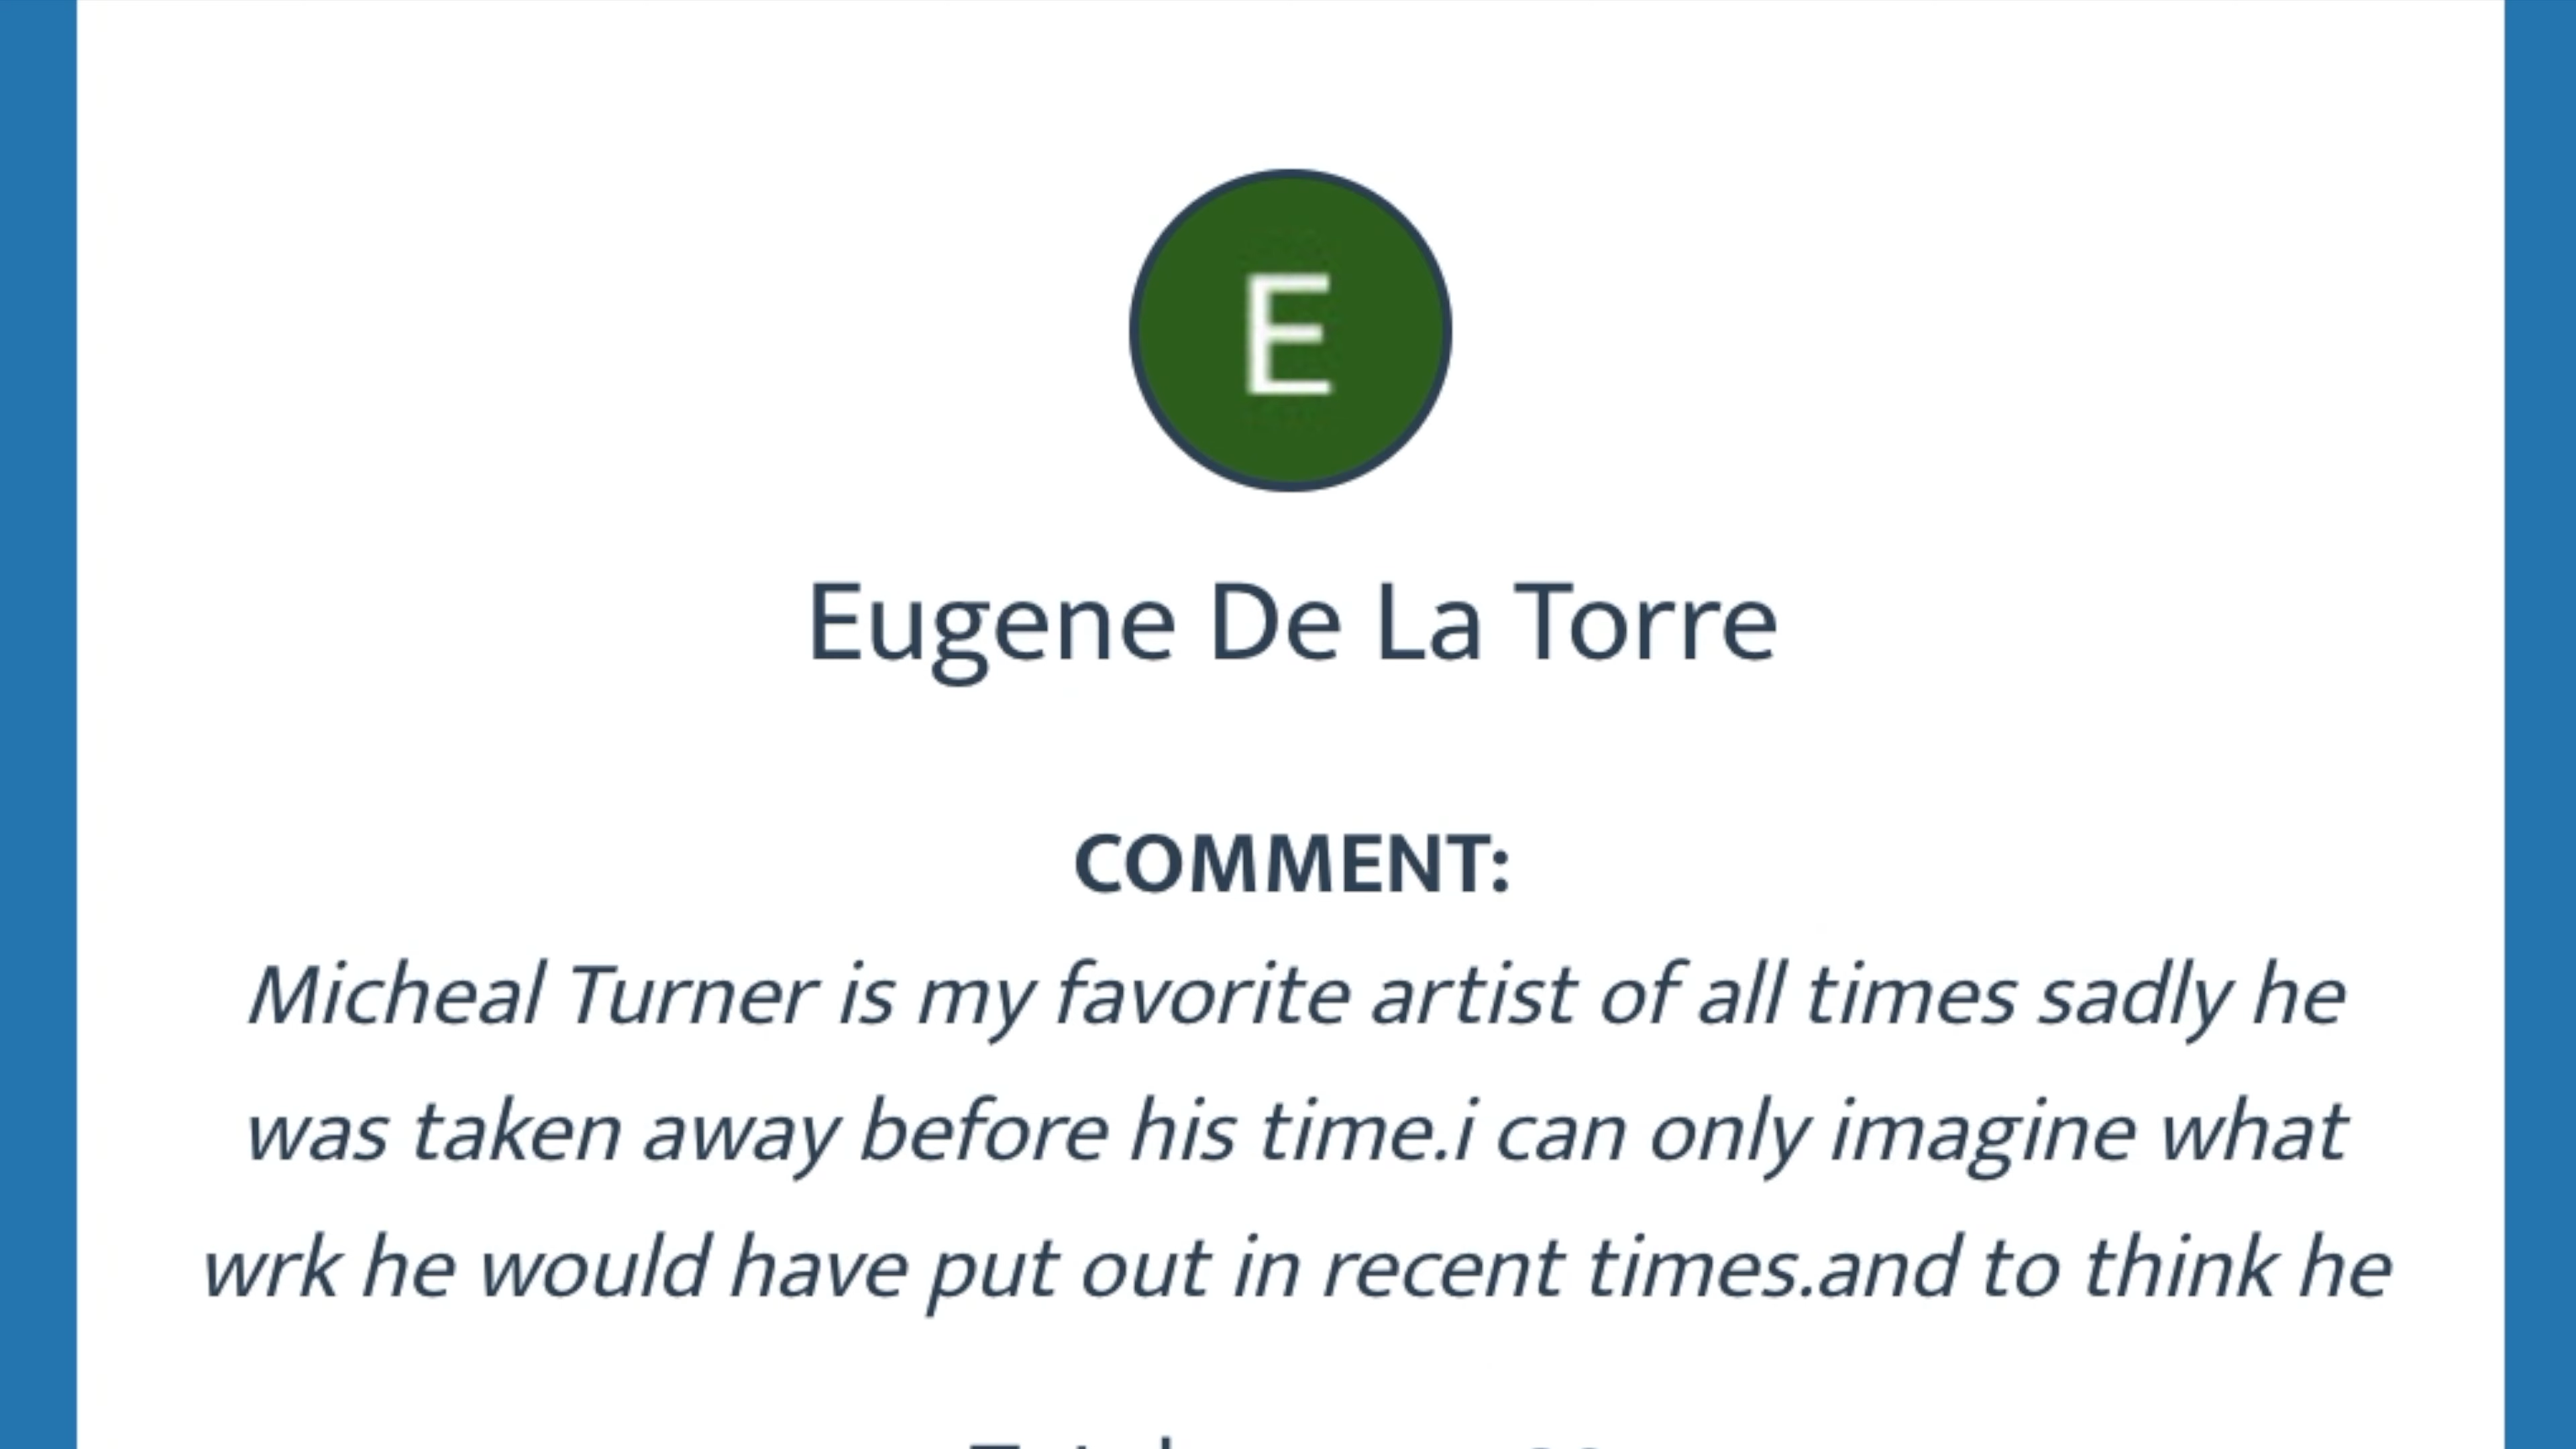 E
Eugene De La Torre
COMMENT:
Micheal Turner is my favorite artist of all times sadly he
was taken away before his time.i can only imagine what
wrk he would have put out in recent times.and to think he